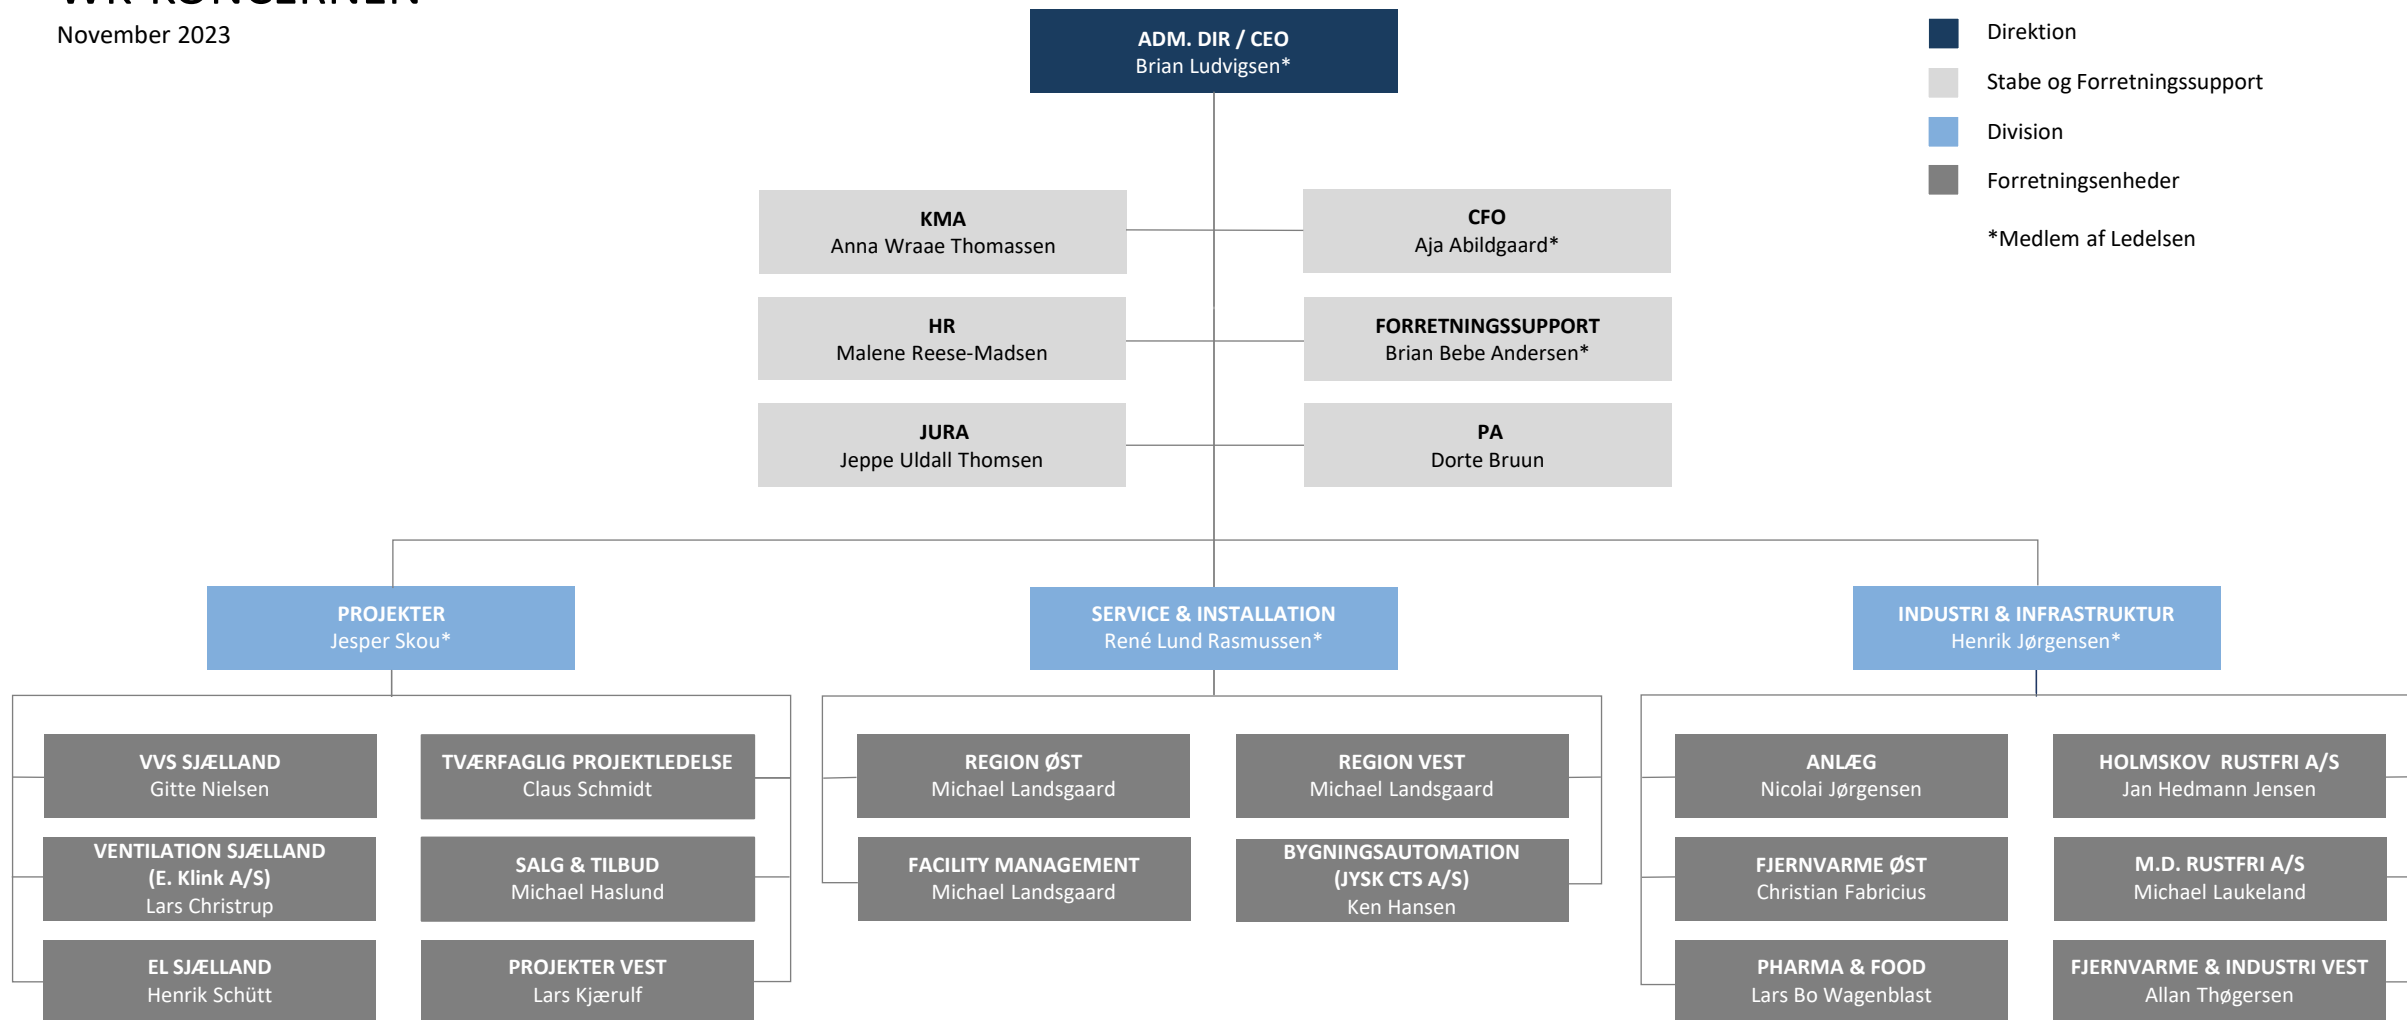 WK-KONCERNEN
November 2023
ADM. DIR / CEO
Brian Ludvigsen*
Direktion
Stabe og Forretningssupport
Division
Forretningsenheder
*Medlem af Ledelsen
KMA
Anna Wraae Thomassen
CFO
Aja Abildgaard*
HR
Malene Reese-Madsen
FORRETNINGSSUPPORT
Brian Bebe Andersen*
JURA
Jeppe Uldall Thomsen
PA
Dorte Bruun
PROJEKTER
Jesper Skou*
SERVICE & INSTALLATION
René Lund Rasmussen*
INDUSTRI & INFRASTRUKTUR
Henrik Jørgensen*
VVS SJÆLLAND
Gitte Nielsen
TVÆRFAGLIG PROJEKTLEDELSE
Claus Schmidt
VENTILATION SJÆLLAND
(E. Klink A/S)
Lars Christrup
SALG & TILBUD
Michael Haslund
EL SJÆLLAND
Henrik Schütt
PROJEKTER VEST
Lars Kjærulf
REGION ØST
Michael Landsgaard
REGION VEST
Michael Landsgaard
FACILITY MANAGEMENT
Michael Landsgaard
BYGNINGSAUTOMATION
(JYSK CTS A/S)
Ken Hansen
ANLÆG
Nicolai Jørgensen
HOLMSKOV RUSTFRI A/S
Jan Hedmann Jensen
FJERNVARME ØST
Christian Fabricius
M.D. RUSTFRI A/S
Michael Laukeland
PHARMA & FOOD
Lars Bo Wagenblast
FJERNVARME & INDUSTRI VEST
Allan Thøgersen